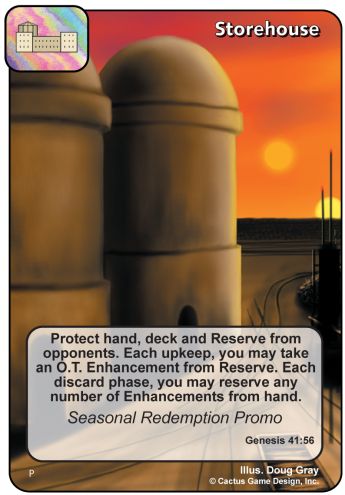 Storehouse
Protect hand, deck and Reserve from
opponents. Each upkeep, you may take
an O.T. Enhancement from Reserve. Each
discard phase, you may reserve any
number of Enhancements from hand.
Seasonal Redemption Promo
Genesis 41:56
P
Illus. Doug Gray
© Cactus Game Design, Inc.